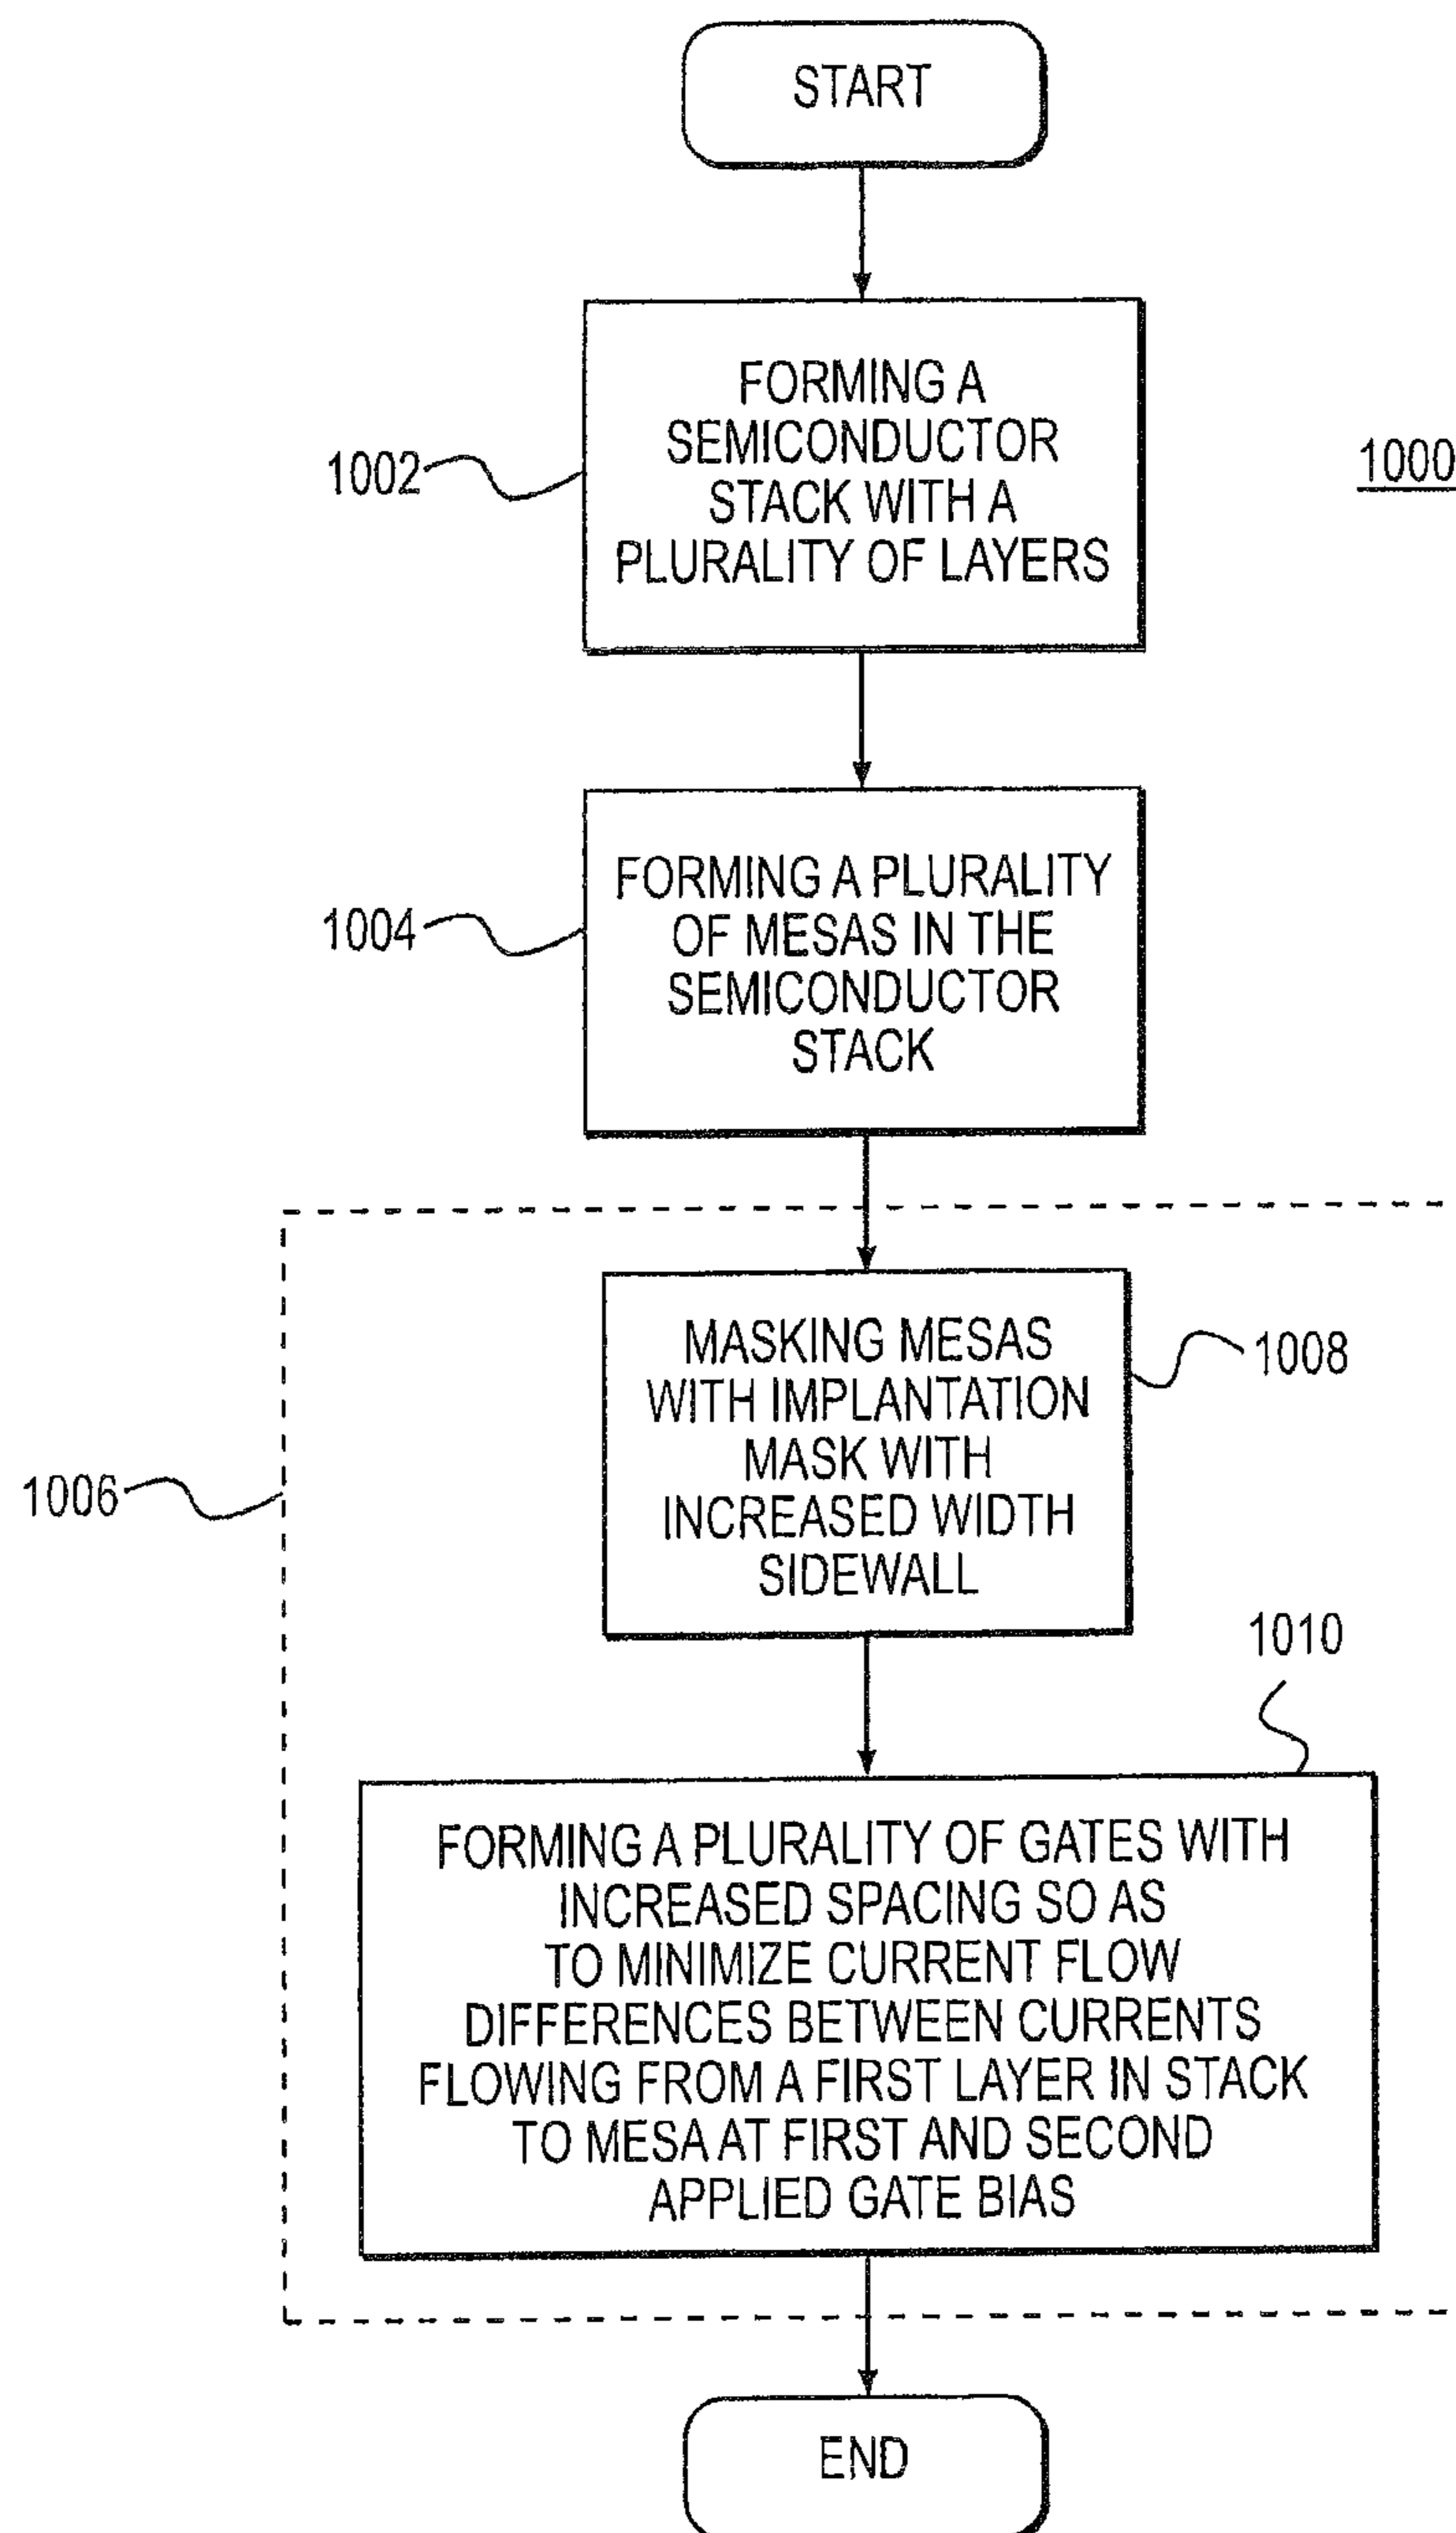 START
FORMING A
SEMICONDUCTOR
STACK WITH A
PLURALITY OF LAYERS
1002
1000
FORMING A PLURALITY
OF MESAS IN THE
SEMICONDUCTOR
STACK
1004
MASKING MESAS
WITH IMPLANTATION
MASK WITH
INCREASED WIDTH
SIDEWALL
1008
1006
1010
FORMING A PLURALITY OF GATES WITH
INCREASED SPACING SO AS
TO MINIMIZE CURRENT FLOW
DIFFERENCES BETWEEN CURRENTS
FLOWING FROM A FIRST LAYER IN STACK
TO MESA AT FIRST AND SECOND
APPLIED GATE BIAS
END